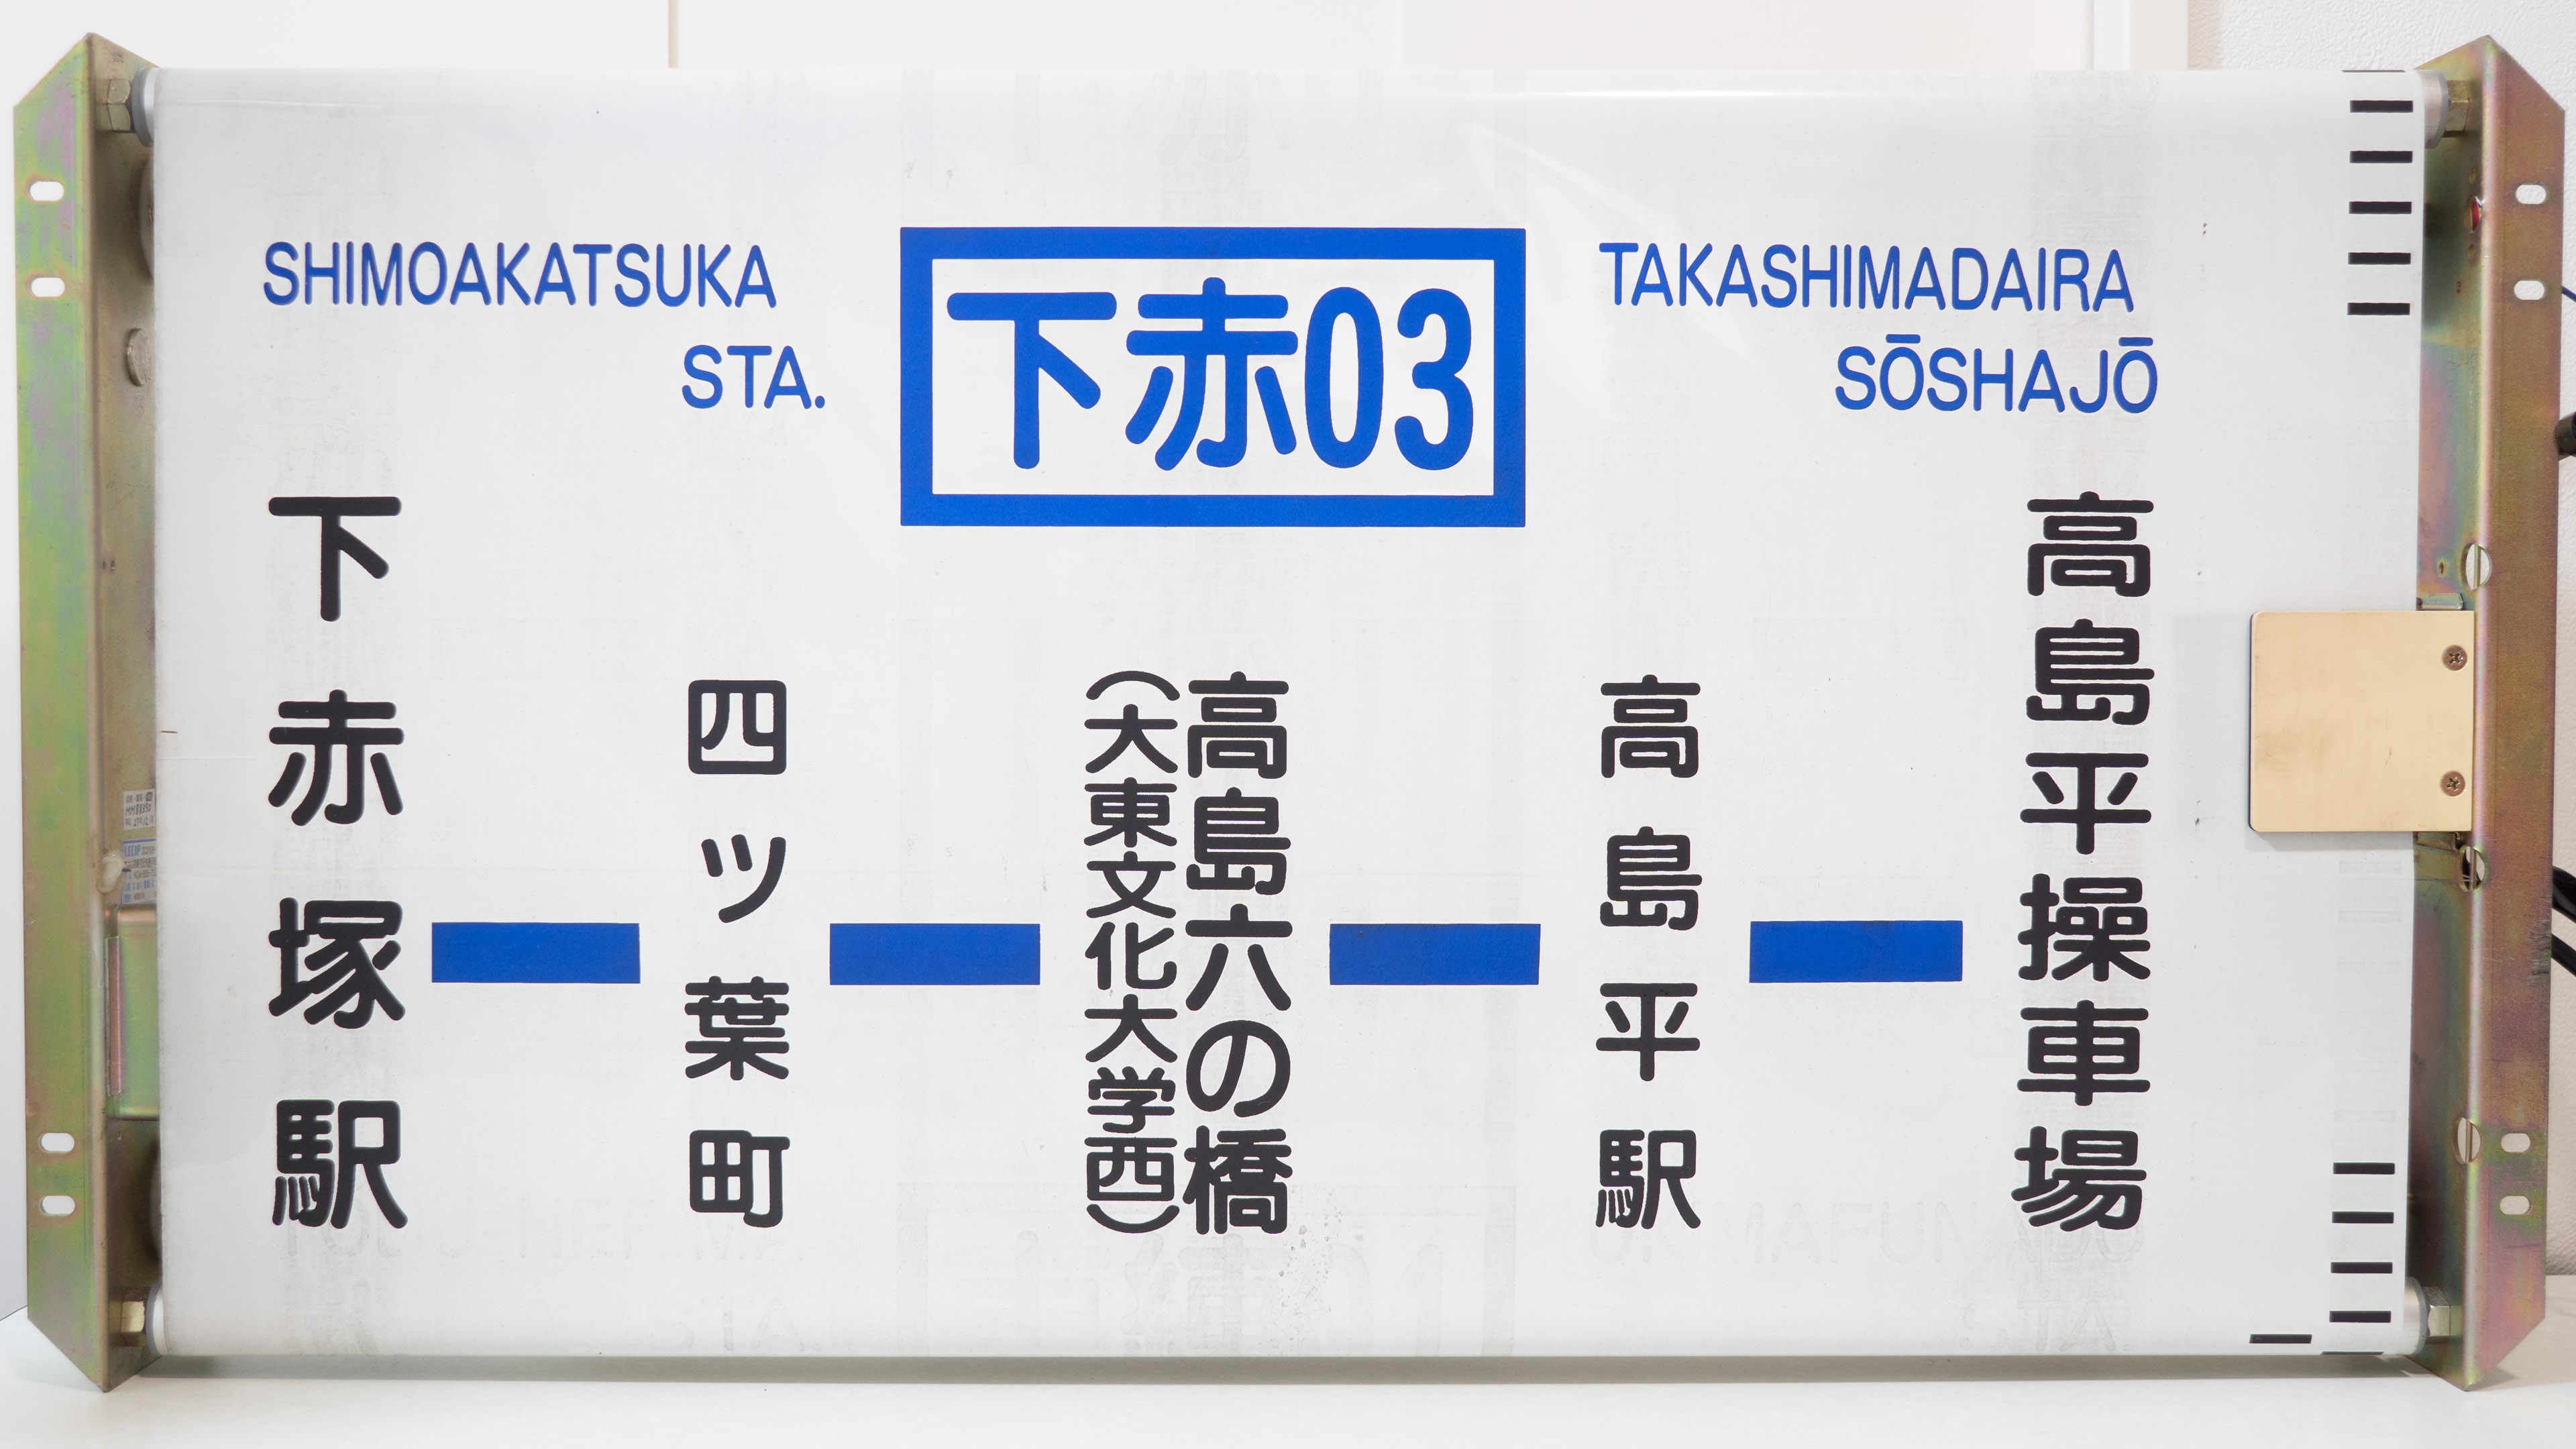 SHIMOAKATSUKA
STA.
下赤03
TAKASHIMADAIRA
SŌSHAJŌ
下赤塚駅
四ツ葉町
高島六の橋
(大東文化大学西)
高島平駅
高島平操車場
LECIP